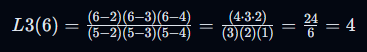 L3(6) = (6−2)(6−3)(6−4)/(5−2)(5−3)(5−4) = (4·3·2)/(3)(2)(1) = 24/6 = 4